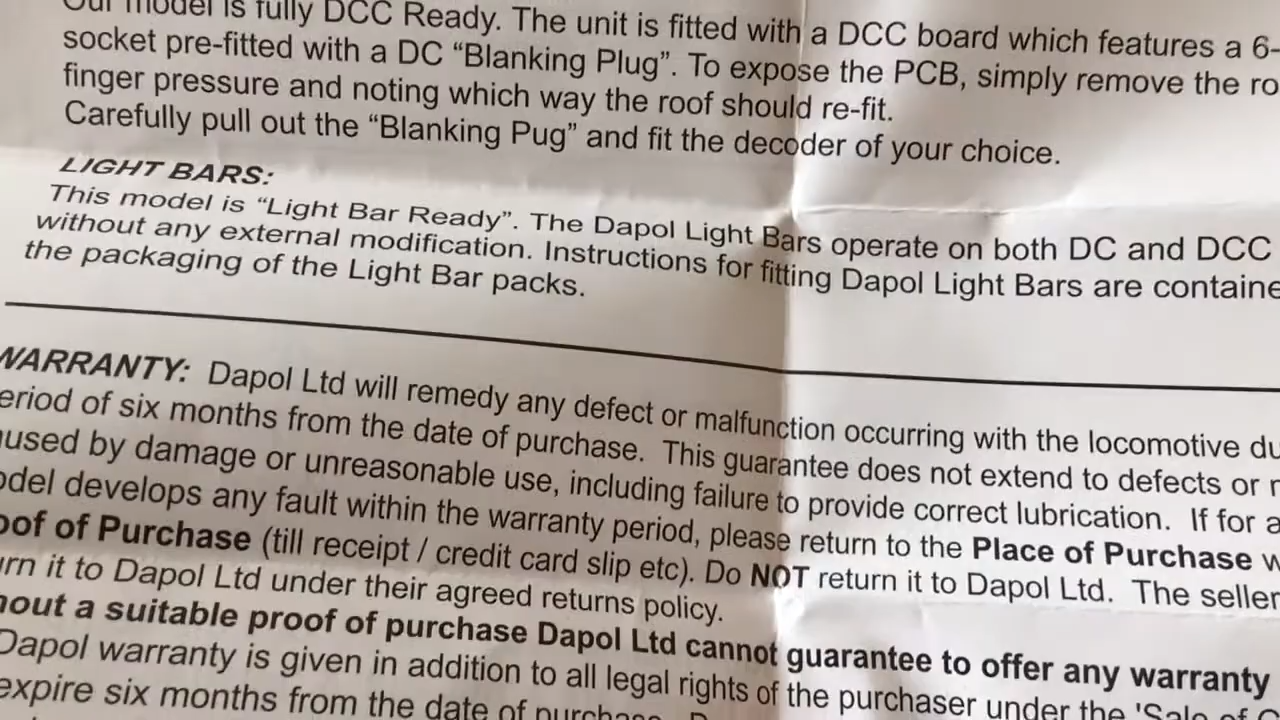 Our model is fully DCC Ready. The unit is fitted with a DCC board which features a 6-
socket pre-fitted with a DC “Blanking Plug”. To expose the PCB, simply remove the ro
finger pressure and noting which way the roof should re-fit.
Carefully pull out the “Blanking Pug” and fit the decoder of your choice.
LIGHT BARS:
This model is “Light Bar Ready”. The Dapol Light Bars operate on both DC and DCC
without any external modification. Instructions for fitting Dapol Light Bars are containe
the packaging of the Light Bar packs.
WARRANTY: Dapol Ltd will remedy any defect or malfunction occurring with the locomotive du
eriod of six months from the date of purchase. This guarantee does not extend to defects or
used by damage or unreasonable use, including failure to provide correct lubrication. If for a
odel develops any fault within the warranty period, please return to the Place of Purchase w
oof of Purchase (till receipt / credit card slip etc). Do NOT return it to Dapol Ltd. The seller
urn it to Dapol Ltd under their agreed returns policy.
hout a suitable proof of purchase Dapol Ltd cannot guarantee to offer any warranty
Dapol warranty is given in addition to all legal rights of the purchaser under the 'Sale of
expire six months from the date of purchase.